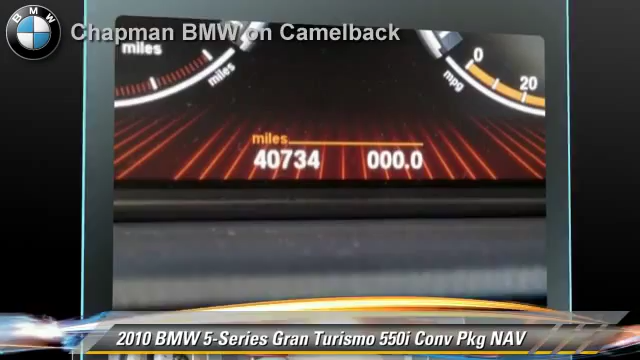 BMW
Chapman BMW on Camelback
miles
miles
mpg
0
20
miles
40734 000.0
2010 BMW 5-Series Gran Turismo 550i Conv Pkg NAV